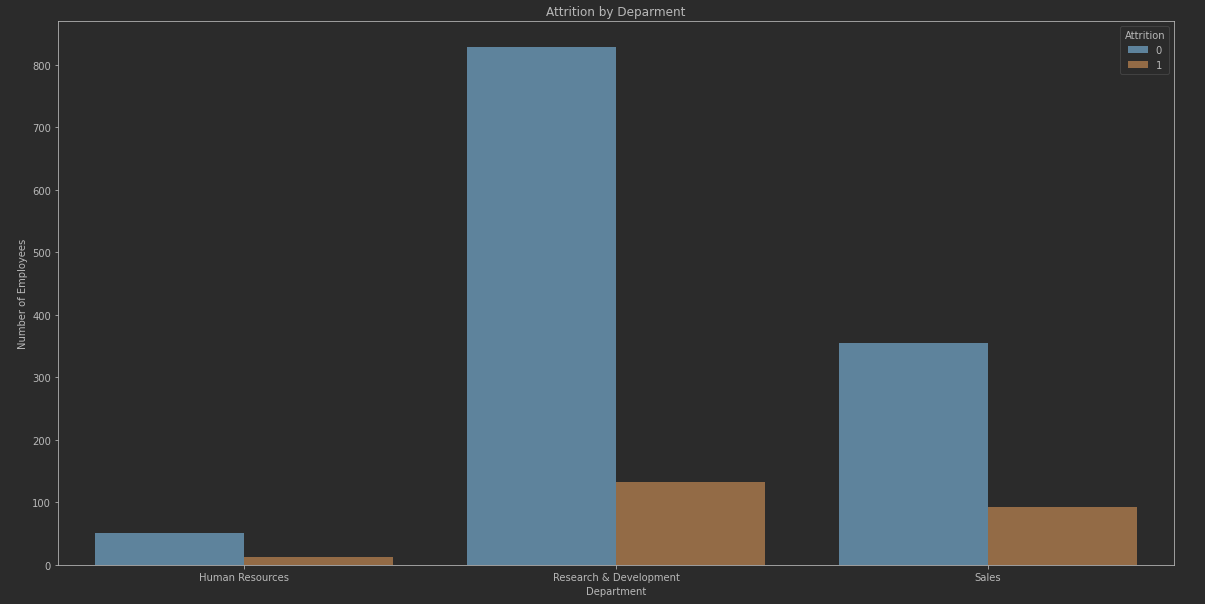 Attrition by Deparment
Attrition
0
1
800
700
600
500
400
300
200
100
0
Number of Employees
Human Resources
Research & Development
Sales
Department